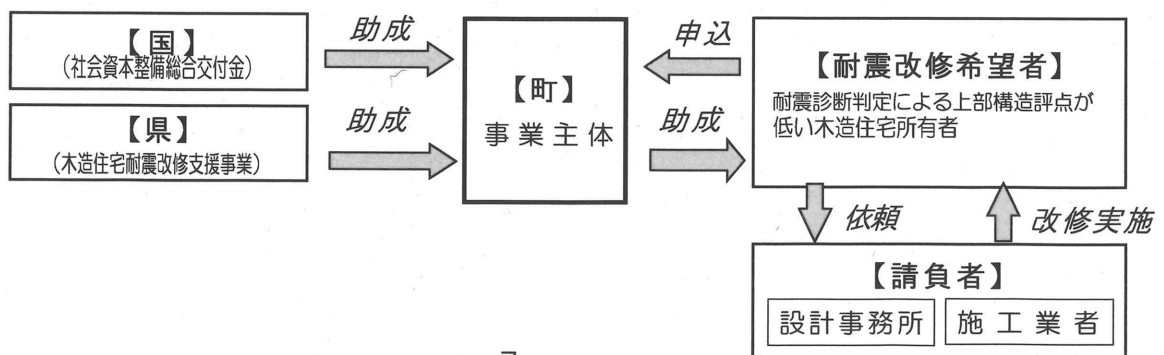 【国】
(社会資本整備総合交付金)
助成
【県】
(木造住宅耐震改修支援事業)
助成
【町】
事業主体
申込
助成
【耐震改修希望者】
耐震診断判定による上部構造評点が
低い木造住宅所有者
依頼
改修実施
【請負者】
設計事務所
施工業者